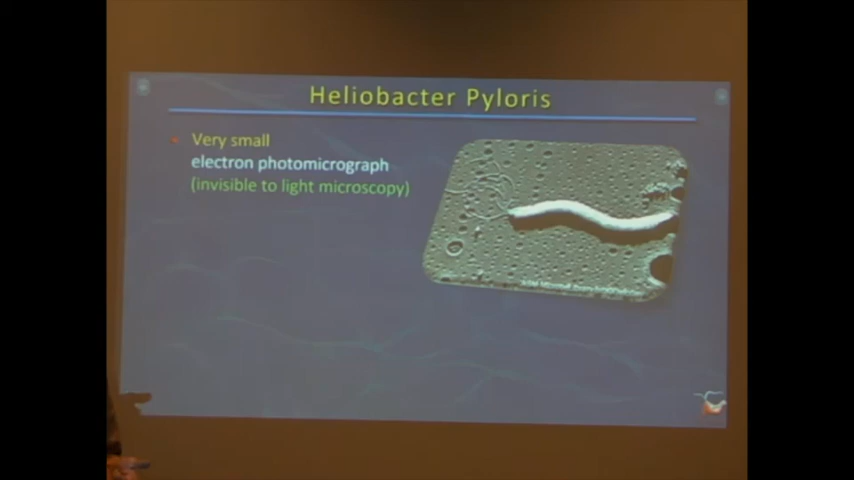 Heliobacter Pyloris
Very small
electron photomicrograph
(invisible to light microscopy)